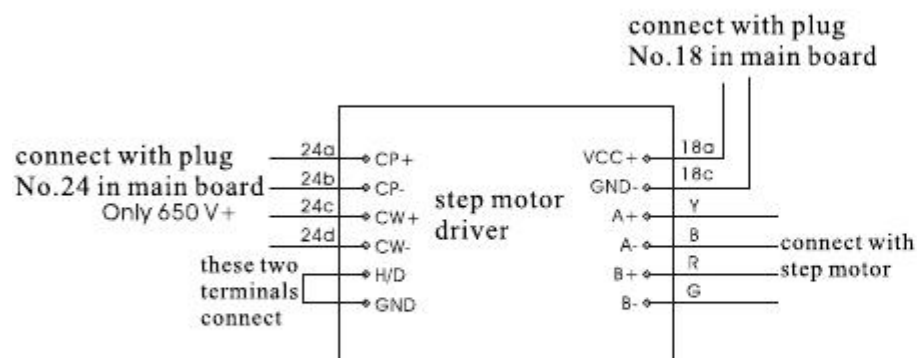 connect with plug
No.18 in main board
connect with plug
No.24 in main board
Only 650 V+
24a
CP+
24b
CP-
24c
CW+
24d
CW-
these two
terminals
connect
H/D
GND
step motor
driver
VCC+
18a
GND-
18c
A+
Y
A-
B
B+
R
B-
G
connect with
step motor